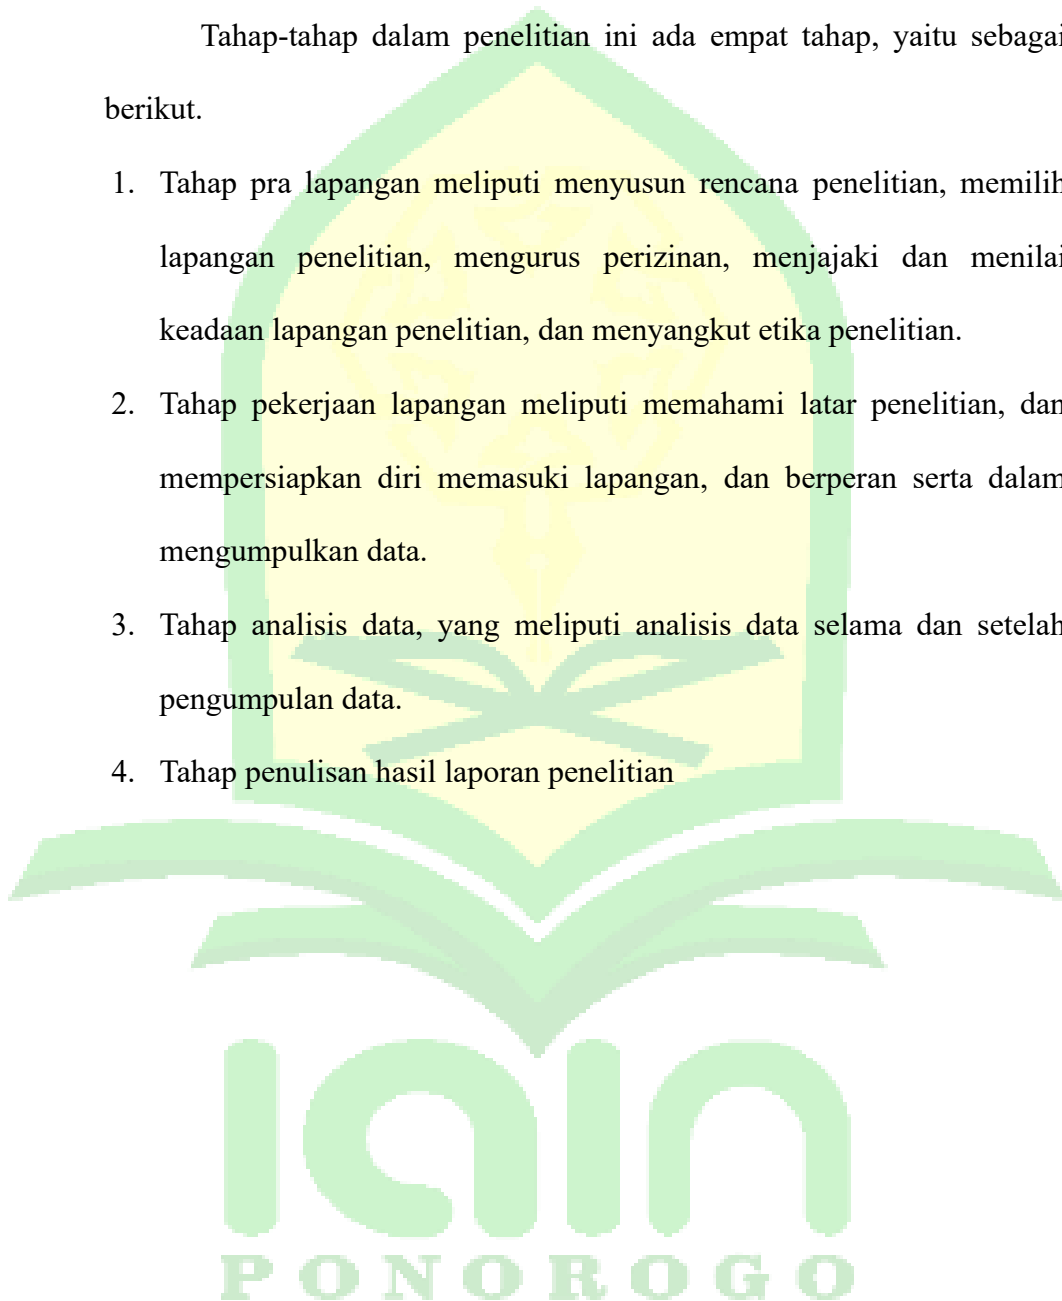 Tahap-tahap dalam penelitian ini ada empat tahap, yaitu sebagai
berikut.
1. Tahap pra lapangan meliputi menyusun rencana penelitian, memilih
lapangan penelitian, mengurus perizinan, menjajaki dan menilai
keadaan lapangan penelitian, dan menyangkut etika penelitian.
2. Tahap pekerjaan lapangan meliputi memahami latar penelitian, dan
mempersiapkan diri memasuki lapangan, dan berperan serta dalam
mengumpulkan data.
3. Tahap analisis data, yang meliputi analisis data selama dan setelah
pengumpulan data.
4. Tahap penulisan hasil laporan penelitian
iain
PONOROGO